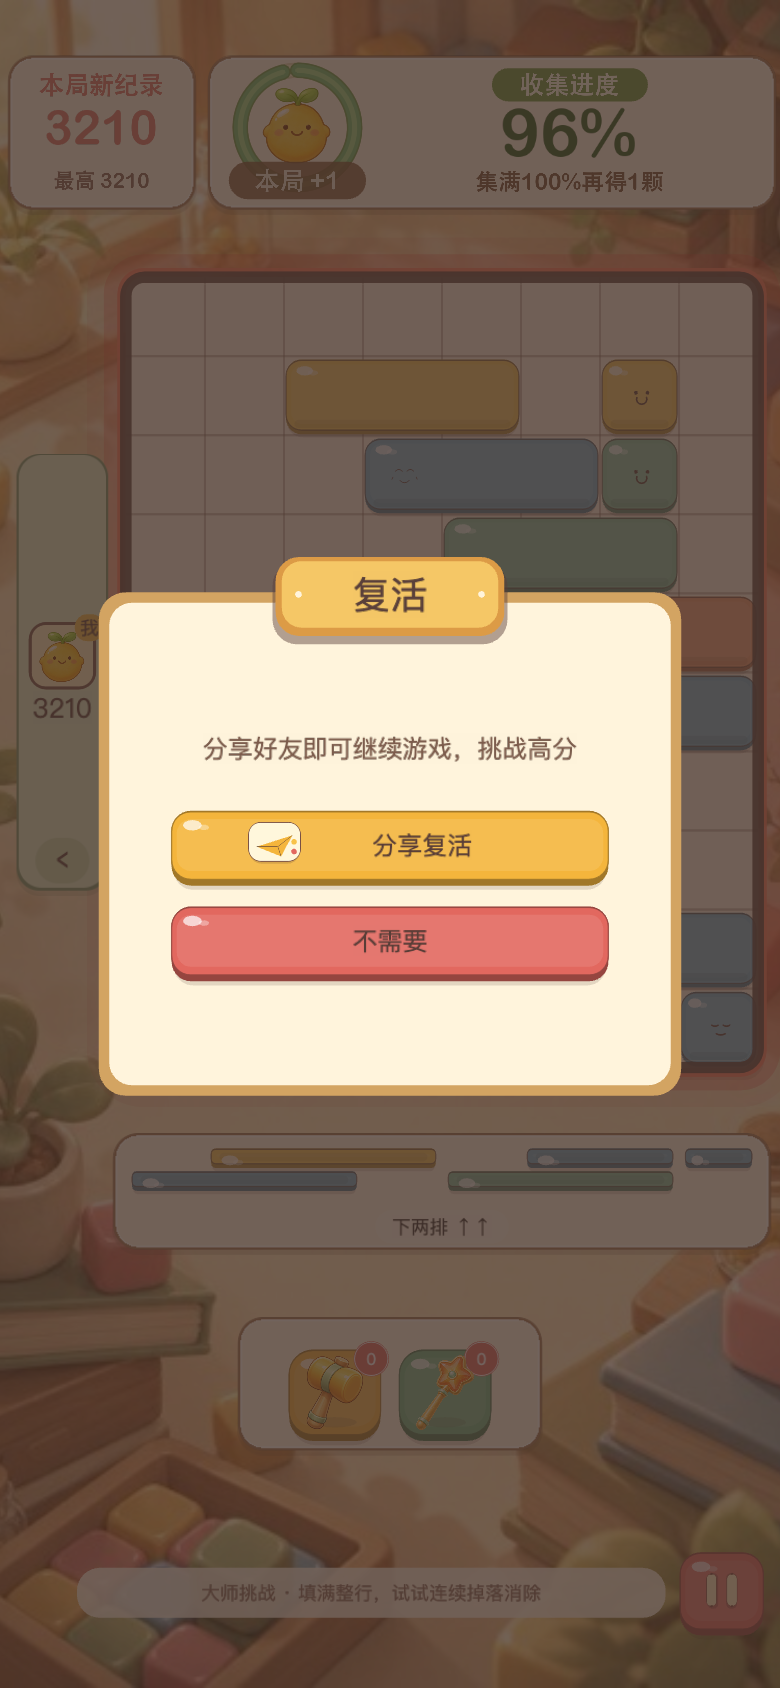 本局新纪录
3210
最高 3210
本局 +1
收集进度
96%
集满100%再得1颗
我
3210
<
复活
分享好友即可继续游戏，挑战高分
分享复活
不需要
下两排 ↑↑
0
0
大师挑战 · 填满整行，试试连续掉落消除